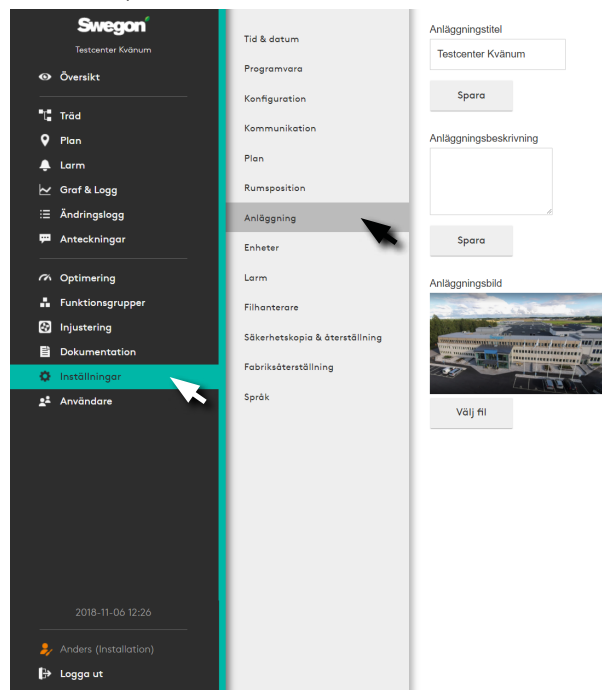 Swegon
Testcenter Kvänum
Översikt
Träd
Plan
Larm
Graf & Logg
Ändringslogg
Anteckningar
Optimering
Funktionsgrupper
Injustering
Dokumentation
Inställningar
Användare
2018-11-06 12:26
Anders (Installation)
Logga ut
Tid & datum
Programvara
Konfiguration
Kommunikation
Plan
Rumsposition
Anläggning
Enheter
Larm
Filhanterare
Säkerhetskopia & återställning
Fabriksåterställning
Språk
Anläggningstitel
Testcenter Kvänum
Spara
Anläggningsbeskrivning
Spara
Anläggningsbild
Välj fil